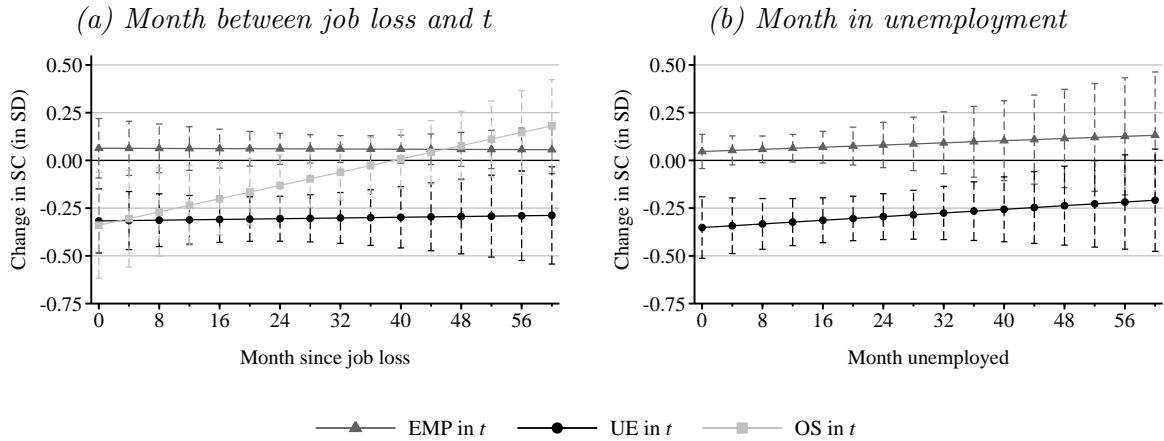 (a) Month between job loss and t
(b) Month in unemployment
Change in SC (in SD)
0.50
0.25
0.00
-0.25
-0.50
-0.75
0 8 16 24 32 40 48 56
Month since job loss
Change in SC (in SD)
0.50
0.25
0.00
-0.25
-0.50
-0.75
0 8 16 24 32 40 48 56
Month unemployed
EMP in t UE in t OS in t